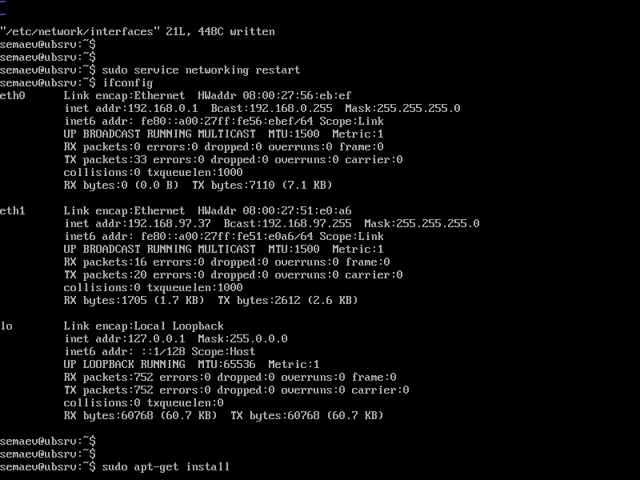 ~
~
"/etc/network/interfaces" 21L, 448C written
semaev@ubsrv:~$
semaev@ubsrv:~$
semaev@ubsrv:~$ sudo service networking restart
semaev@ubsrv:~$ ifconfig
eth0 Link encap:Ethernet HWaddr 08:00:27:56:eb:ef
inet addr:192.168.0.1 Bcast:192.168.0.255 Mask:255.255.255.0
inet6 addr: fe80::a00:27ff:fe56:ebef/64 Scope:Link
UP BROADCAST RUNNING MULTICAST MTU:1500 Metric:1
RX packets:0 errors:0 dropped:0 overruns:0 frame:0
TX packets:33 errors:0 dropped:0 overruns:0 carrier:0
collisions:0 txqueuelen:1000
RX bytes:0 (0.0 B) TX bytes:7110 (7.1 KB)
eth1 Link encap:Ethernet HWaddr 08:00:27:51:e0:a6
inet addr:192.168.97.37 Bcast:192.168.97.255 Mask:255.255.255.0
inet6 addr: fe80::a00:27ff:fe51:e0a6/64 Scope:Link
UP BROADCAST RUNNING MULTICAST MTU:1500 Metric:1
RX packets:16 errors:0 dropped:0 overruns:0 frame:0
TX packets:20 errors:0 dropped:0 overruns:0 carrier:0
collisions:0 txqueuelen:1000
RX bytes:1705 (1.7 KB) TX bytes:2612 (2.6 KB)
lo Link encap:Local Loopback
inet addr:127.0.0.1 Mask:255.0.0.0
inet6 addr: ::1/128 Scope:Host
UP LOOPBACK RUNNING MTU:65536 Metric:1
RX packets:752 errors:0 dropped:0 overruns:0 frame:0
TX packets:752 errors:0 dropped:0 overruns:0 carrier:0
collisions:0 txqueuelen:0
RX bytes:60768 (60.7 KB) TX bytes:60768 (60.7 KB)
semaev@ubsrv:~$
semaev@ubsrv:~$
semaev@ubsrv:~$ sudo apt-get install